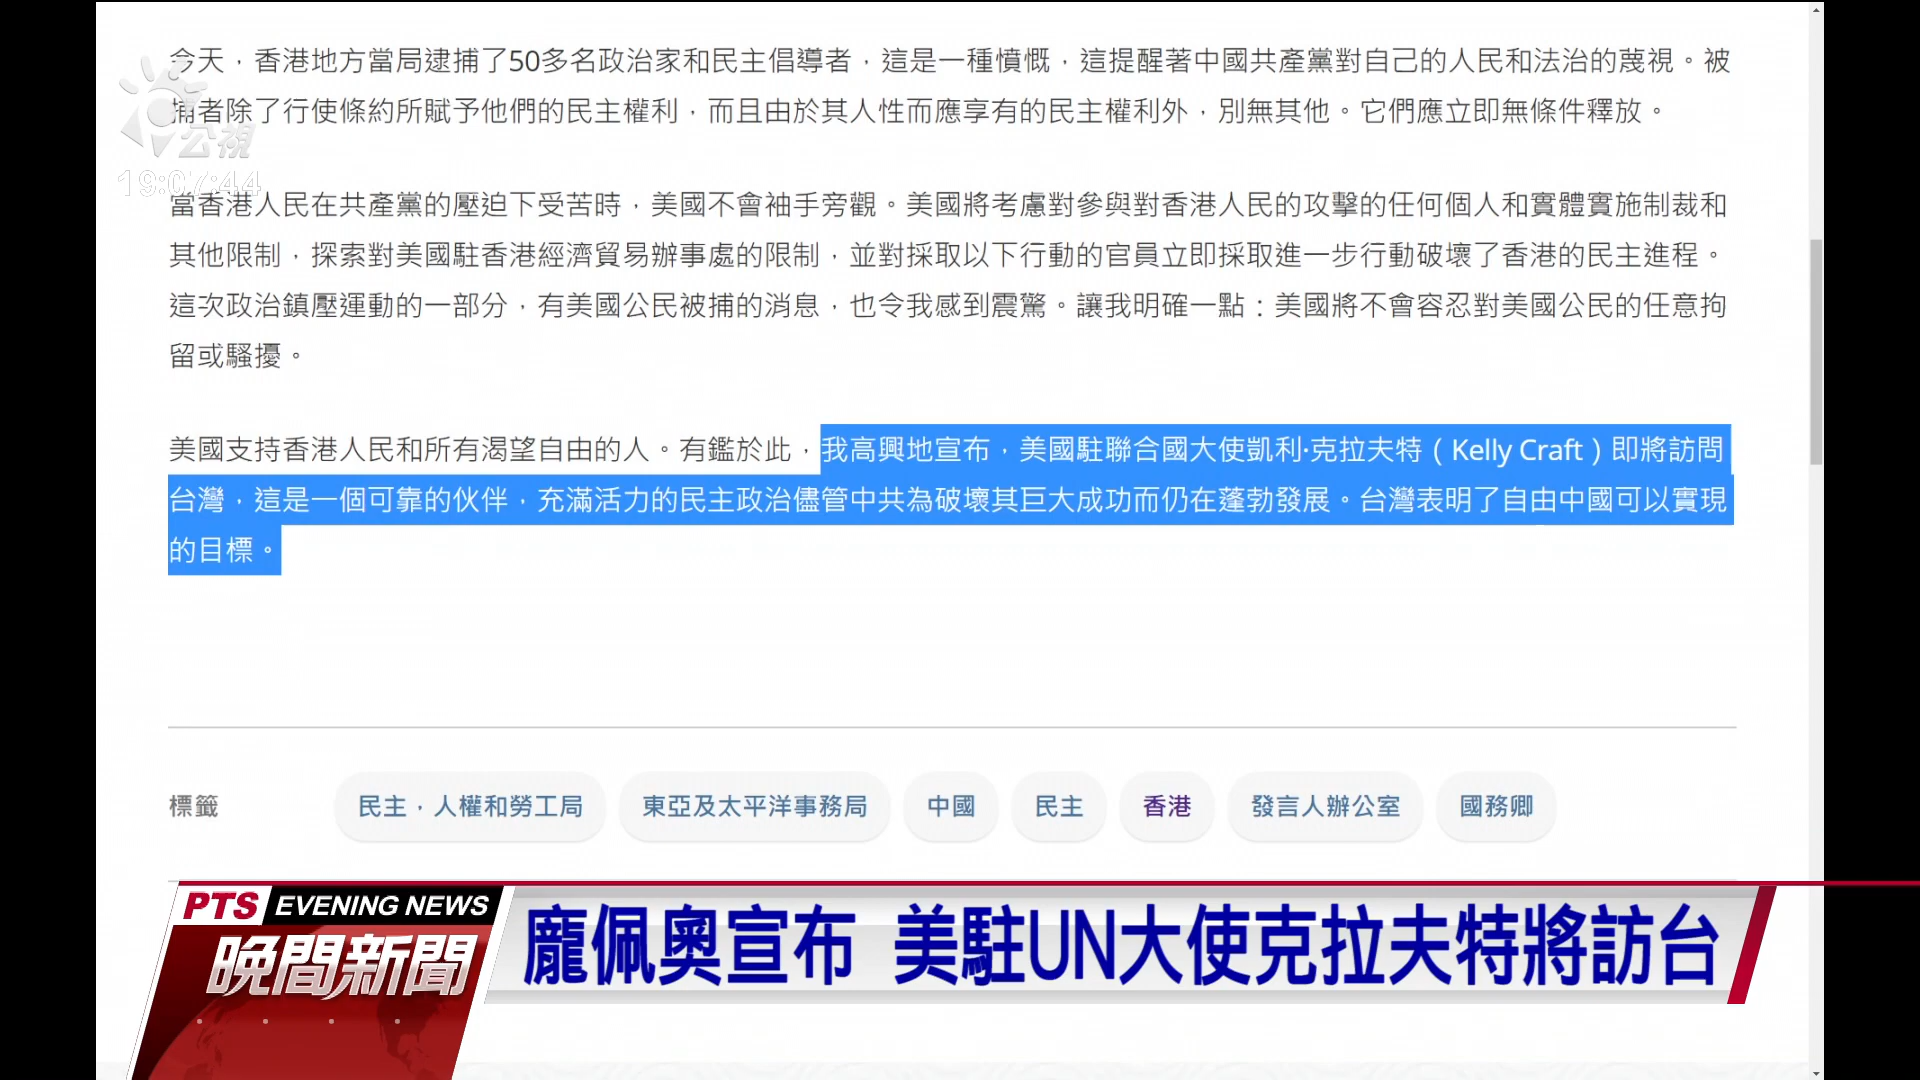 今天，香港地方當局逮捕了50多名政治家和民主倡導者，這是一種憤慨，這提醒著中國共產黨對自己的人民和法治的蔑視。被
捕者除了行使條約所賦予他們的民主權利，而且由於其人性而應享有的民主權利外，別無其他。它們應立即無條件釋放。
公視
19:07:44
當香港人民在共產黨的壓迫下受苦時，美國不會袖手旁觀。美國將考慮對參與對香港人民的攻擊的任何個人和實體實施制裁和
其他限制，探索對美國駐香港經濟貿易辦事處的限制，並對採取以下行動的官員立即採取進一步行動破壞了香港的民主進程。
這次政治鎮壓運動的一部分，有美國公民被捕的消息，也令我感到震驚。讓我明確一點：美國將不會容忍對美國公民的任意拘
留或騷擾。
美國支持香港人民和所有渴望自由的人。有鑑於此，我高興地宣布，美國駐聯合國大使凱利·克拉夫特（Kelly Craft）即將訪問
台灣，這是一個可靠的伙伴，充滿活力的民主政治儘管中共為破壞其巨大成功而仍在蓬勃發展。台灣表明了自由中國可以實現
的目標。
標籤 民主，人權和勞工局 東亞及太平洋事務局 中國 民主 香港 發言人辦公室 國務卿
PTS EVENING NEWS
晚間新聞
龐佩奧宣布 美駐UN大使克拉夫特將訪台